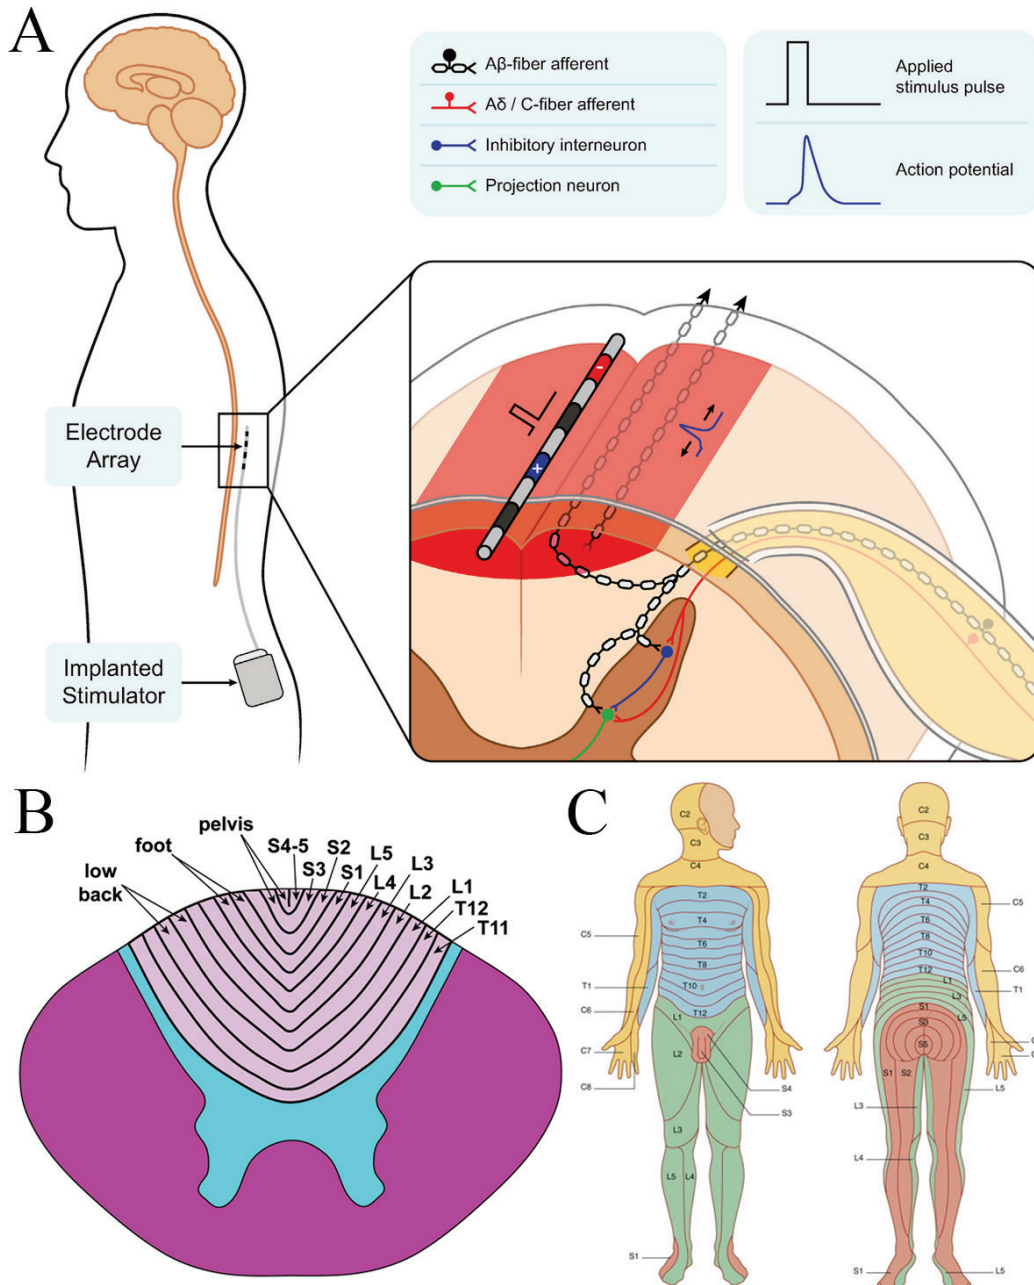 A
Aβ-fiber afferent
Aδ / C-fiber afferent
Inhibitory interneuron
Projection neuron
Applied
stimulus pulse
Action potential
Electrode
Array
Implanted
Stimulator
-
+
B
pelvis
foot
low
back
S4-5
S3
S2
S1
L5
L4
L3
L2
L1
T12
T11
C
C2
C3
C4
T2
T4
C5
T6
T8
T10
T1
T12
C6
L1
C7
L2
C8
S4
S3
L3
L5
L4
S1
C2
C3
C4
T2
T4
C5
T6
T8
T10
C6
T12
L1
T1
L3
S1
L5
S3
C
S5
C
S1
S2
L5
L3
L4
S1
L5